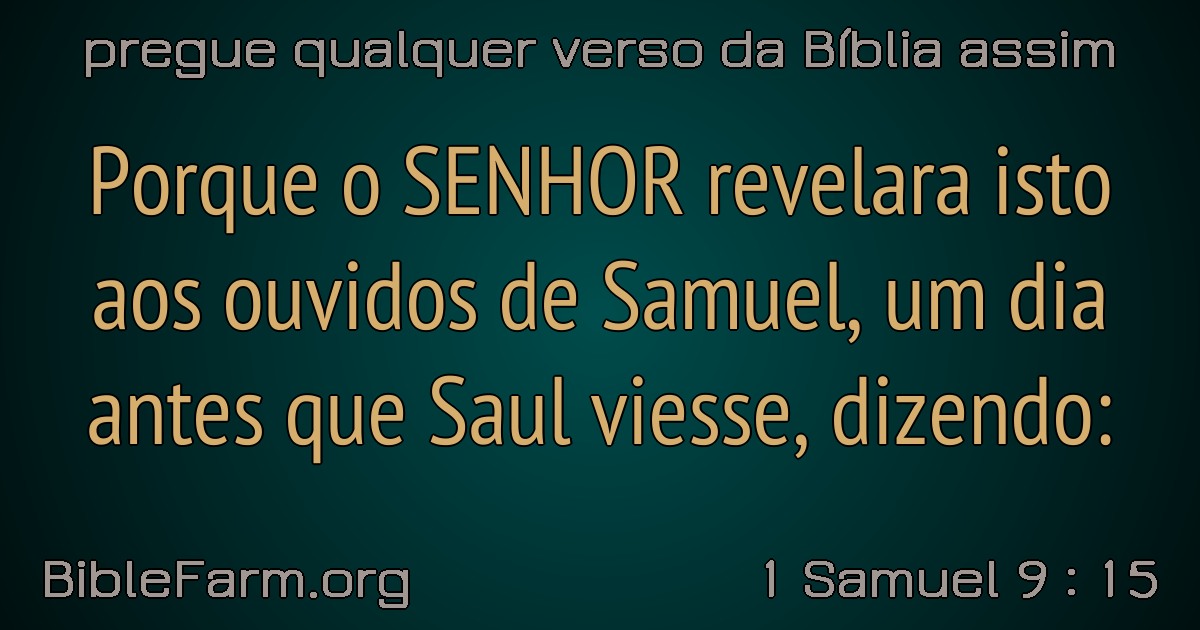 pregue qualquer verso da Bíblia assim
Porque o SENHOR revelara isto
aos ouvidos de Samuel, um dia
antes que Saul viesse, dizendo:
BibleFarm.org
1 Samuel 9 : 15